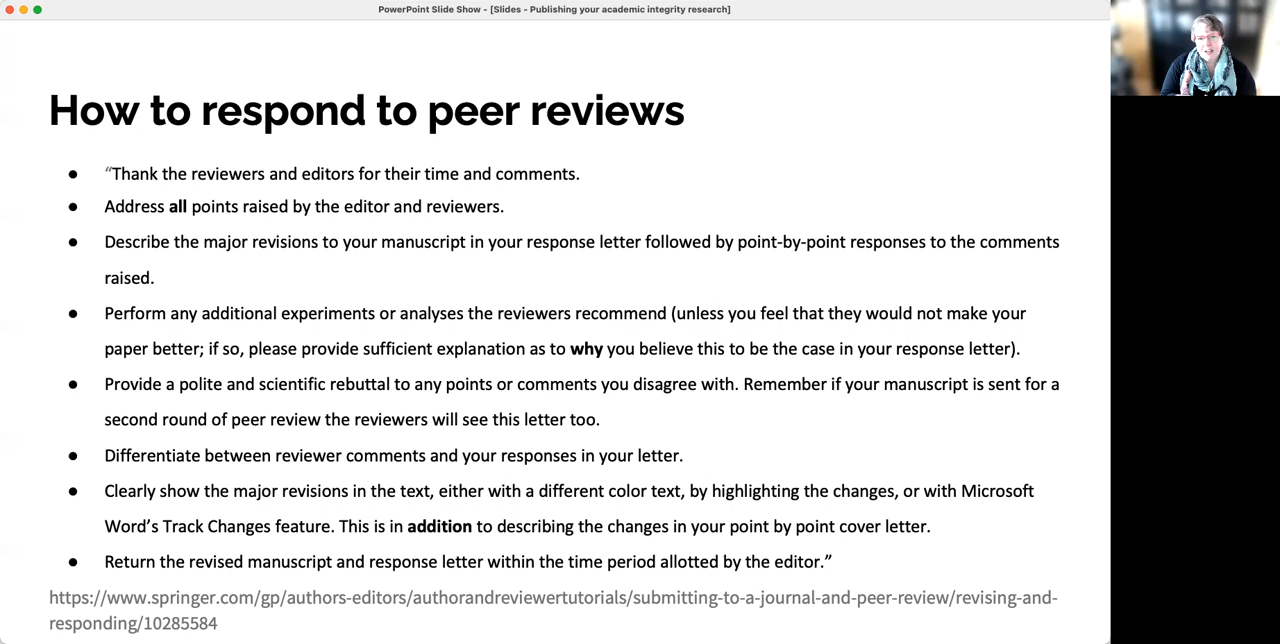 PowerPoint Slide Show - [Slides - Publishing your academic integrity research]
How to respond to peer reviews
● “Thank the reviewers and editors for their time and comments.
● Address all points raised by the editor and reviewers.
● Describe the major revisions to your manuscript in your response letter followed by point-by-point responses to the comments
raised.
● Perform any additional experiments or analyses the reviewers recommend (unless you feel that they would not make your
paper better; if so, please provide sufficient explanation as to why you believe this to be the case in your response letter).
● Provide a polite and scientific rebuttal to any points or comments you disagree with. Remember if your manuscript is sent for a
second round of peer review the reviewers will see this letter too.
● Differentiate between reviewer comments and your responses in your letter.
● Clearly show the major revisions in the text, either with a different color text, by highlighting the changes, or with Microsoft
Word’s Track Changes feature. This is in addition to describing the changes in your point by point cover letter.
● Return the revised manuscript and response letter within the time period allotted by the editor.”
https://www.springer.com/gp/authors-editors/authorandreviewertutorials/submitting-to-a-journal-and-peer-review/revising-and-
responding/10285584